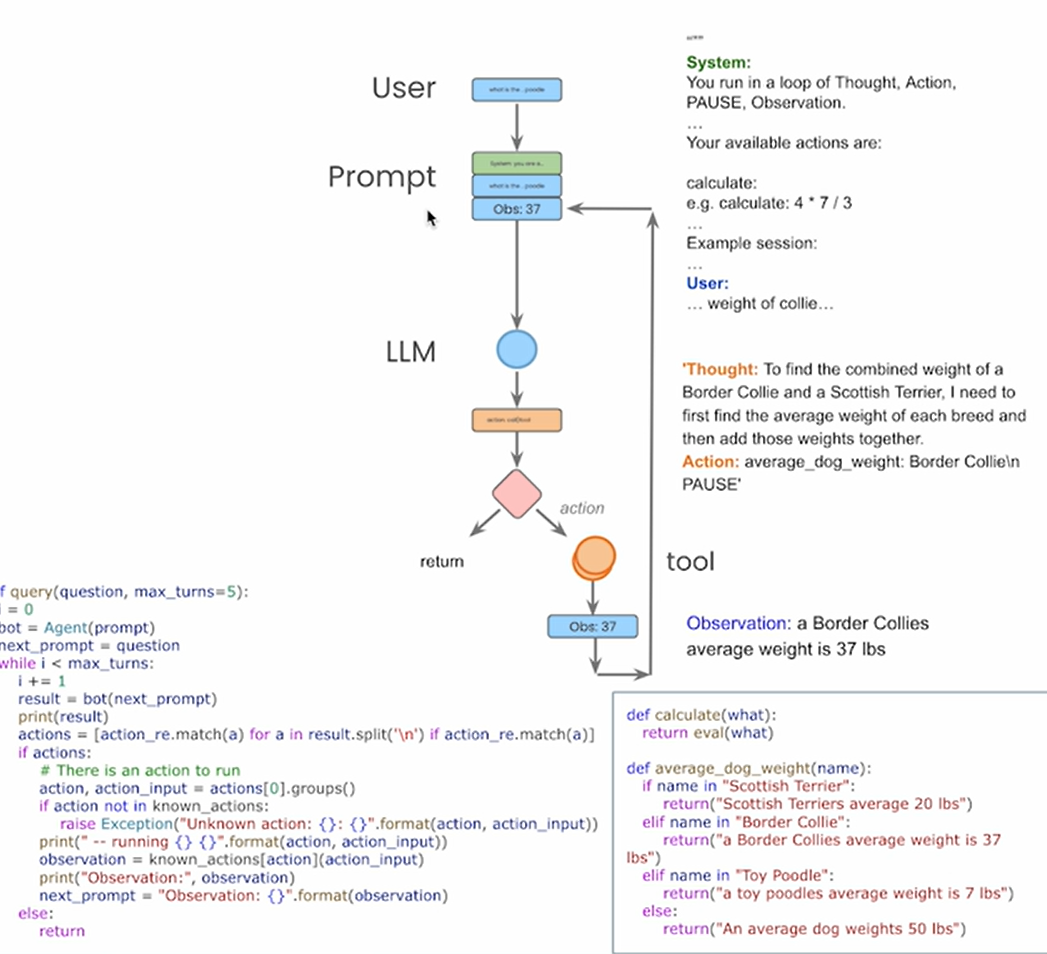 User
what is the .. poodle
System: you are a...
Prompt
what is the .. poodle
Obs: 37
LLM
action
return
tool
Obs: 37
System:
You run in a loop of Thought, Action,
PAUSE, Observation.
...
Your available actions are:
calculate:
e.g. calculate: 4 * 7 / 3
...
Example session:
...
User:
... weight of collie...
'Thought: To find the combined weight of a
Border Collie and a Scottish Terrier, I need to
first find the average weight of each breed and
then add those weights together.
Action: average_dog_weight: Border Collie\n
PAUSE'
Observation: a Border Collies
average weight is 37 lbs
f query(question, max_turns=5):
i = 0
bot = Agent(prompt)
next_prompt = question
while i < max_turns:
i += 1
result = bot(next_prompt)
print(result)
actions = [action_re.match(a) for a in result.split('\n') if action_re.match(a)]
if actions:
# There is an action to run
action, action_input = actions[0].groups()
if action not in known_actions:
raise Exception("Unknown action: {}: {}".format(action, action_input))
print(" -- running {} {}".format(action, action_input))
observation = known_actions[action](action_input)
print("Observation:", observation)
next_prompt = "Observation: {}".format(observation)
else:
return
def calculate(what):
return eval(what)
def average_dog_weight(name):
if name in "Scottish Terrier":
return("Scottish Terriers average 20 lbs")
elif name in "Border Collie":
return("a Border Collies average weight is 37
lbs")
elif name in "Toy Poodle":
return("a toy poodles average weight is 7 lbs")
else:
return("An average dog weights 50 lbs")